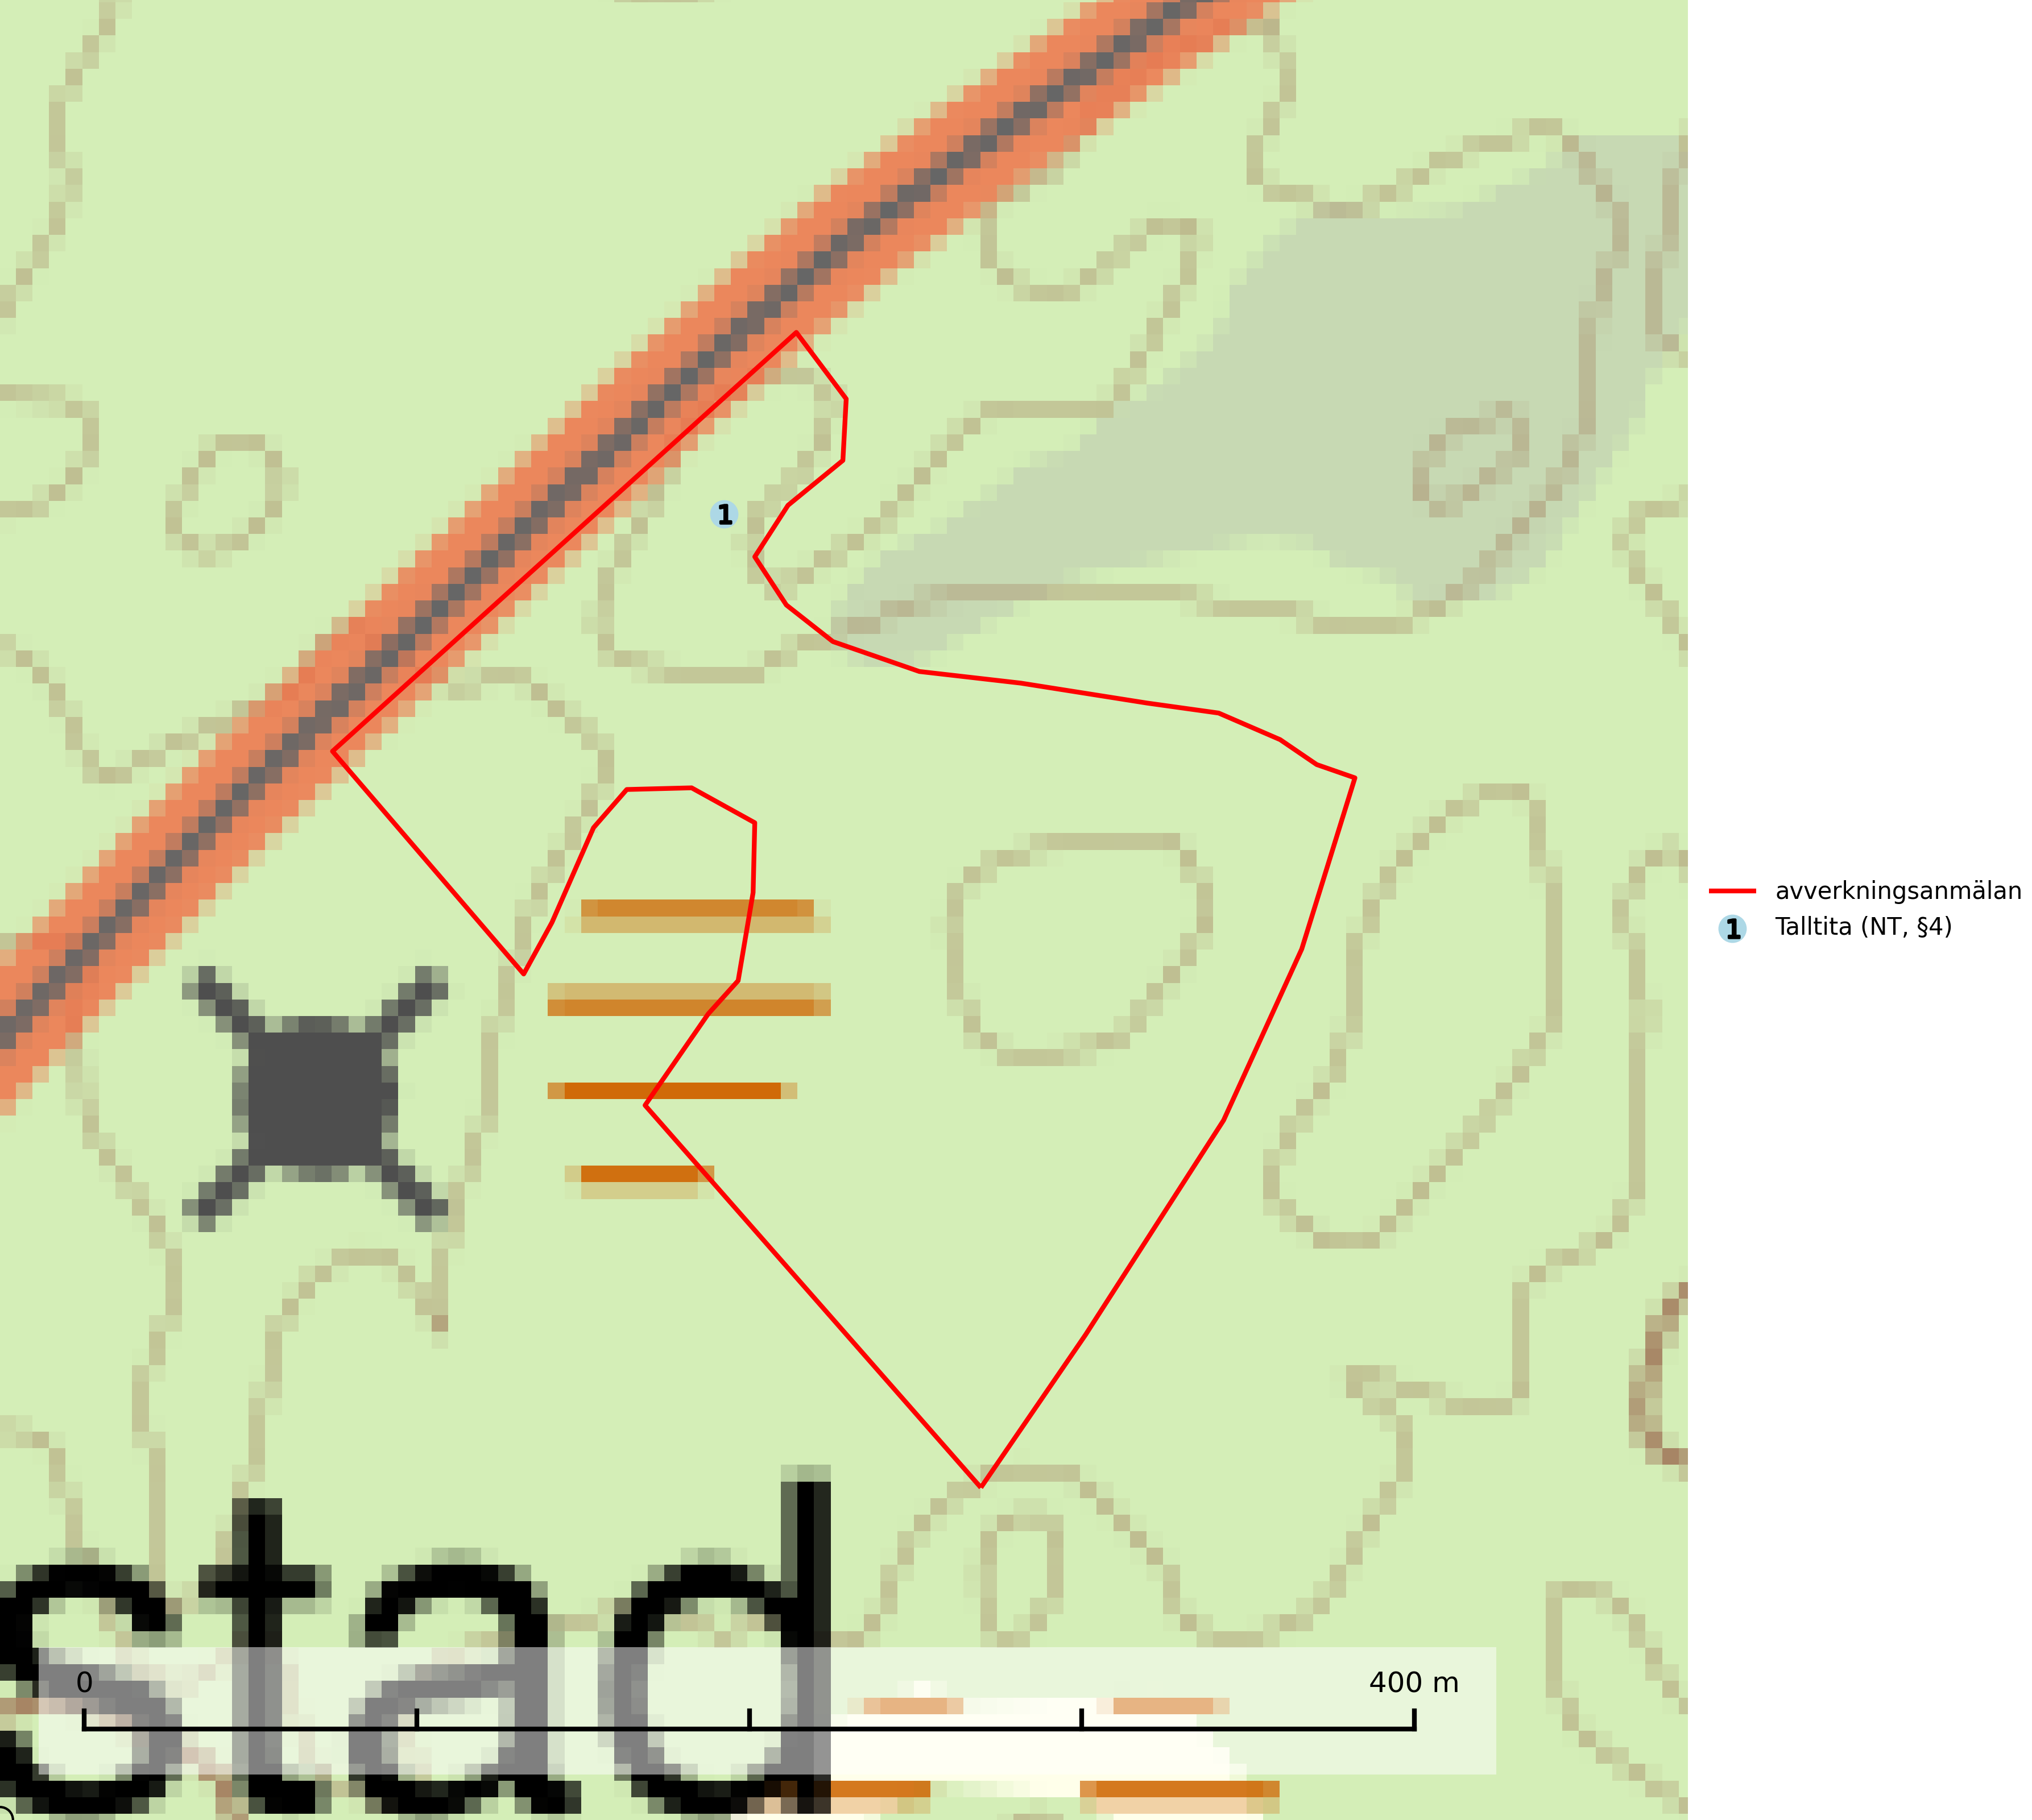 1
avverkningsanmälan
1 Talltita (NT, §4)
stad
0 400 m